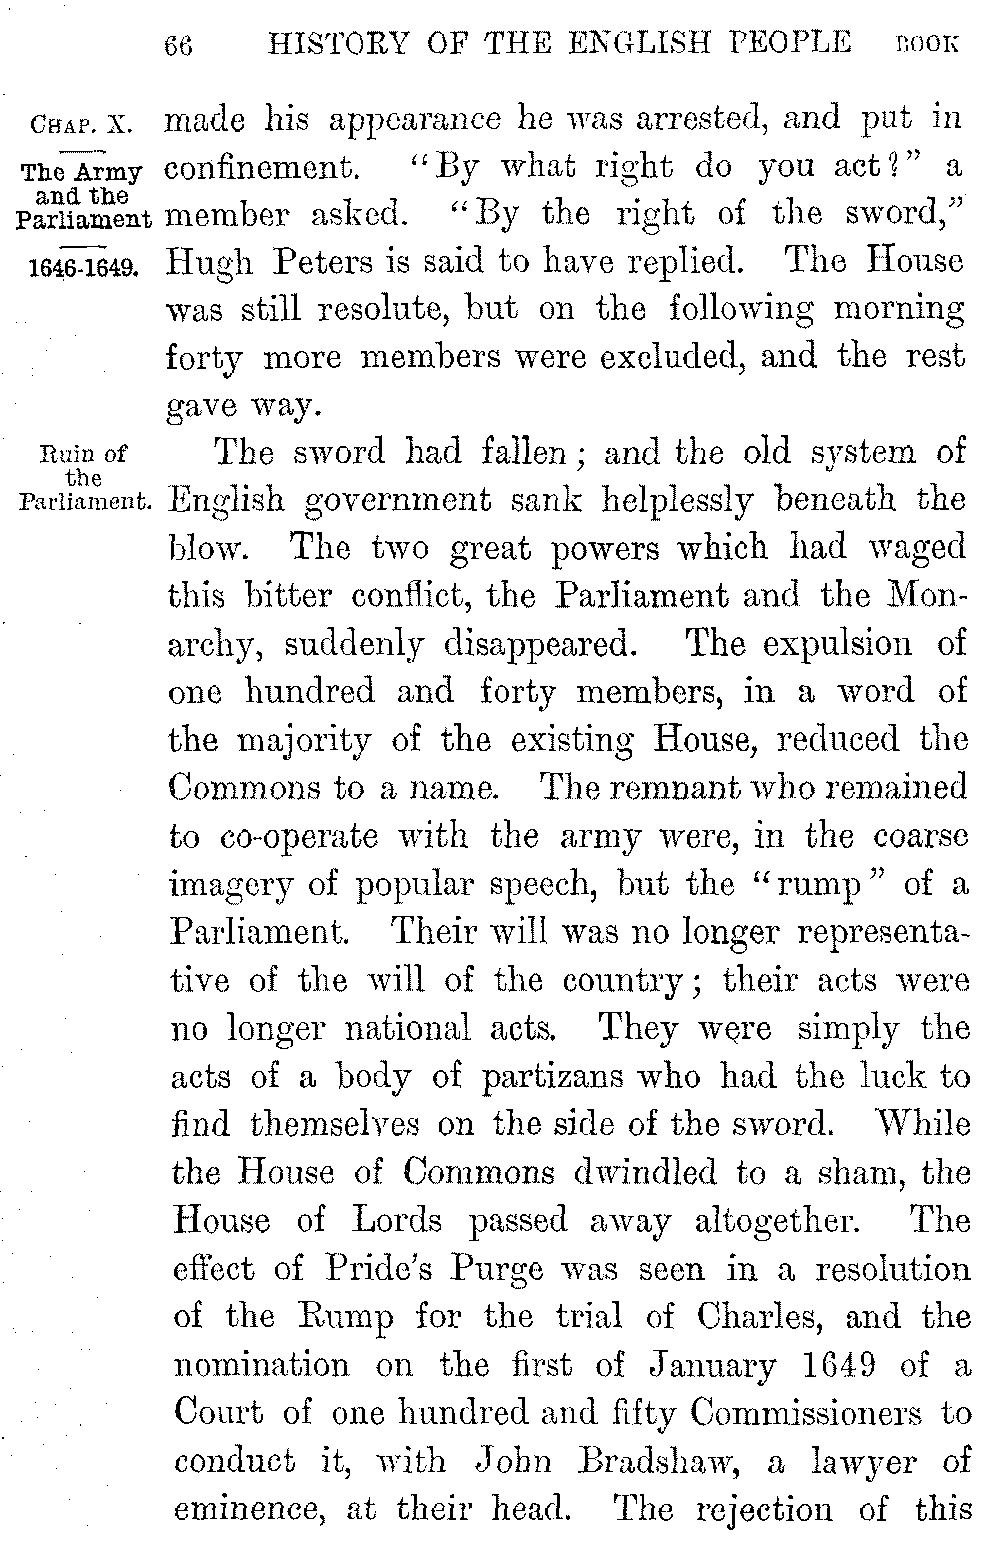 66 HISTORY OF THE ENGLISH PEOPLE BOOK
CHAP. X.
The Army
and the
Parliament
1646-1649.
made his appearance he was arrested, and put in
confinement. “By what right do you act?” a
member asked. “By the right of the sword,”
Hugh Peters is said to have replied. The House
was still resolute, but on the following morning
forty more members were excluded, and the rest
gave way.
Ruin of
the
Parliament.
The sword had fallen; and the old system of
English government sank helplessly beneath the
blow. The two great powers which had waged
this bitter conflict, the Parliament and the Mon-
archy, suddenly disappeared. The expulsion of
one hundred and forty members, in a word of
the majority of the existing House, reduced the
Commons to a name. The remnant who remained
to co-operate with the army were, in the coarse
imagery of popular speech, but the “rump” of a
Parliament. Their will was no longer representa-
tive of the will of the country; their acts were
no longer national acts. They were simply the
acts of a body of partizans who had the luck to
find themselves on the side of the sword. While
the House of Commons dwindled to a sham, the
House of Lords passed away altogether. The
effect of Pride's Purge was seen in a resolution
of the Rump for the trial of Charles, and the
nomination on the first of January 1649 of a
Court of one hundred and fifty Commissioners to
conduct it, with John Bradshaw, a lawyer of
eminence, at their head. The rejection of this